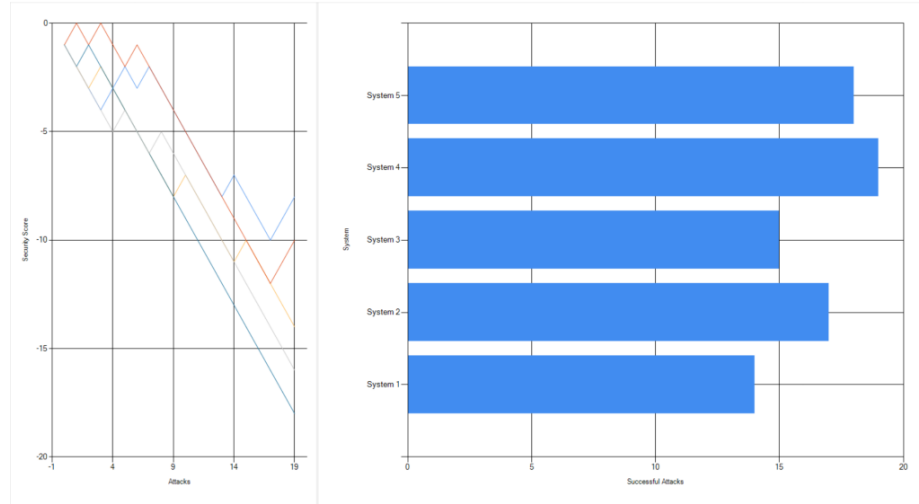 0
-5
-10
-15
-20
Security Score
-1 4 9 14 19
Attacks
System 5
System 4
System 3
System 2
System 1
System
0 5 10 15 20
Successful Attacks